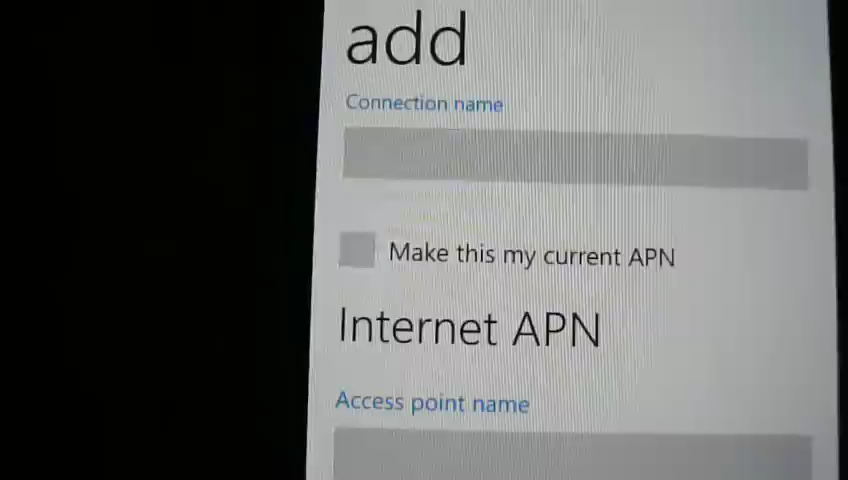 add
Connection name
Make this my current APN
Internet APN
Access point name